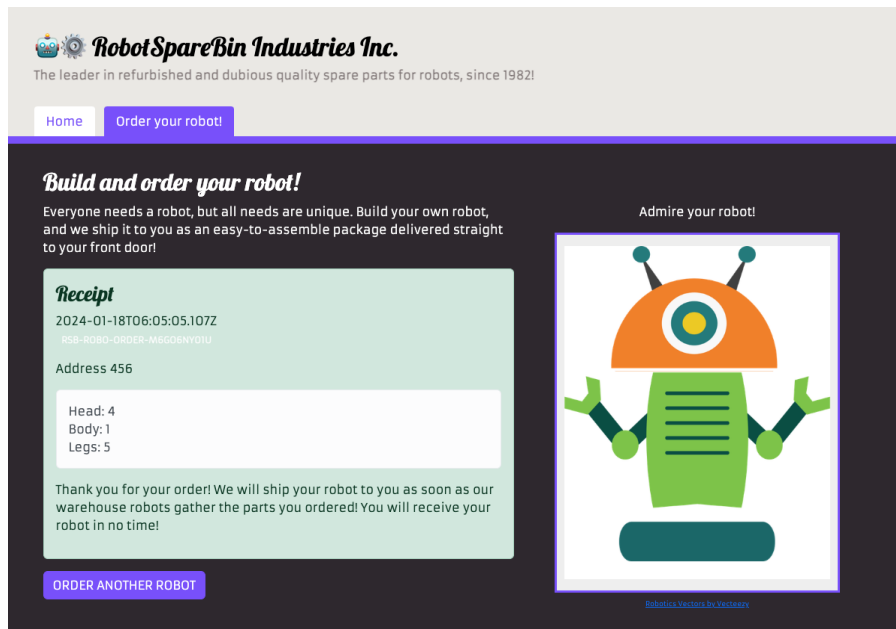 RobotSpareBin Industries Inc.
The leader in refurbished and dubious quality spare parts for robots, since 1982!
Home
Order your robot!
Build and order your robot!
Everyone needs a robot, but all needs are unique. Build your own robot,
and we ship it to you as an easy-to-assemble package delivered straight
to your front door!
Receipt
2024-01-18T06:05:05.107Z
Address 456
Head: 4
Body: 1
Legs: 5
Thank you for your order! We will ship your robot to you as soon as our
warehouse robots gather the parts you ordered! You will receive your
robot in no time!
ORDER ANOTHER ROBOT
Admire your robot!
Robotics Vectors by Vecteezy